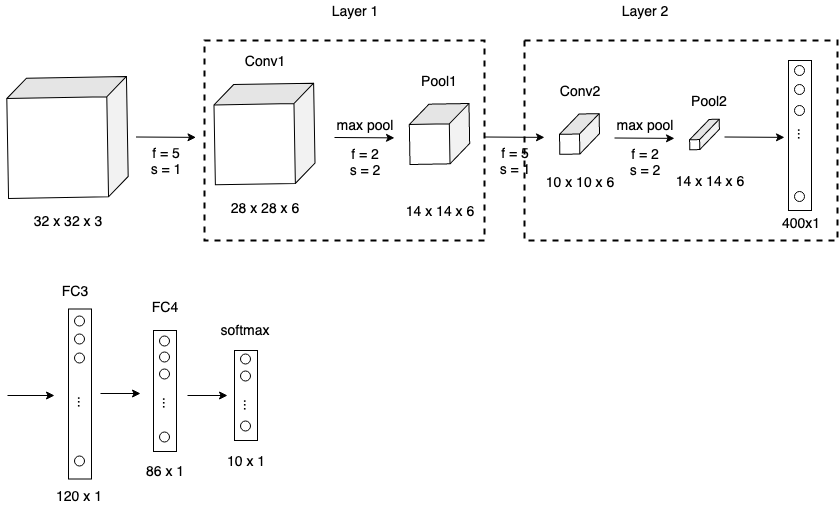 Layer 1
Layer 2
Conv1
Pool1
Conv2
Pool2
max pool
max pool
f = 5
s = 1
f = 2
s = 2
f = 5
s = 1
f = 2
s = 2
32 x 32 x 3
28 x 28 x 6
14 x 14 x 6
10 x 10 x 6
14 x 14 x 6
400x1
...
FC3
FC4
softmax
...
...
...
120 x 1
86 x 1
10 x 1